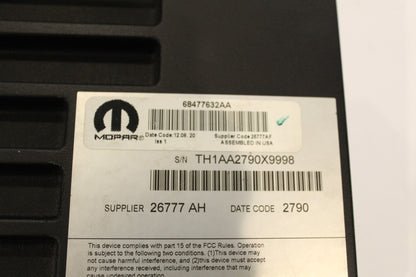 68477632AA
MOPAR
Date Code: 12.06. 20
Supplier Code: 26777AF
Iss 1
ASSEMBLED IN USA
S/N TH1AA2790X9998
SUPPLIER 26777 AH DATE CODE 2790
This device complies with part 15 of the FCC Rules. Operation
is subject to the following two conditions. (1)This device may
not cause harmful interference, and (2)this device must accept
any interference received, including interference that may